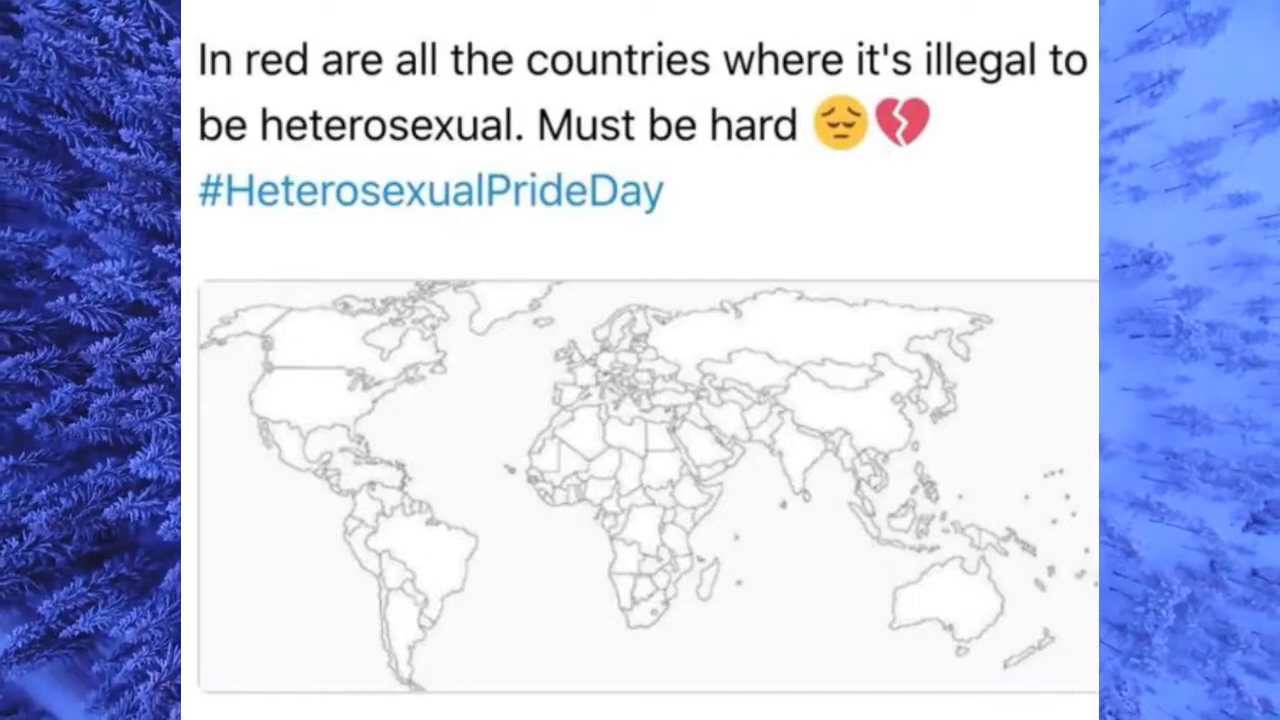 In red are all the countries where it's illegal to
be heterosexual. Must be hard 😔💔
#HeterosexualPrideDay